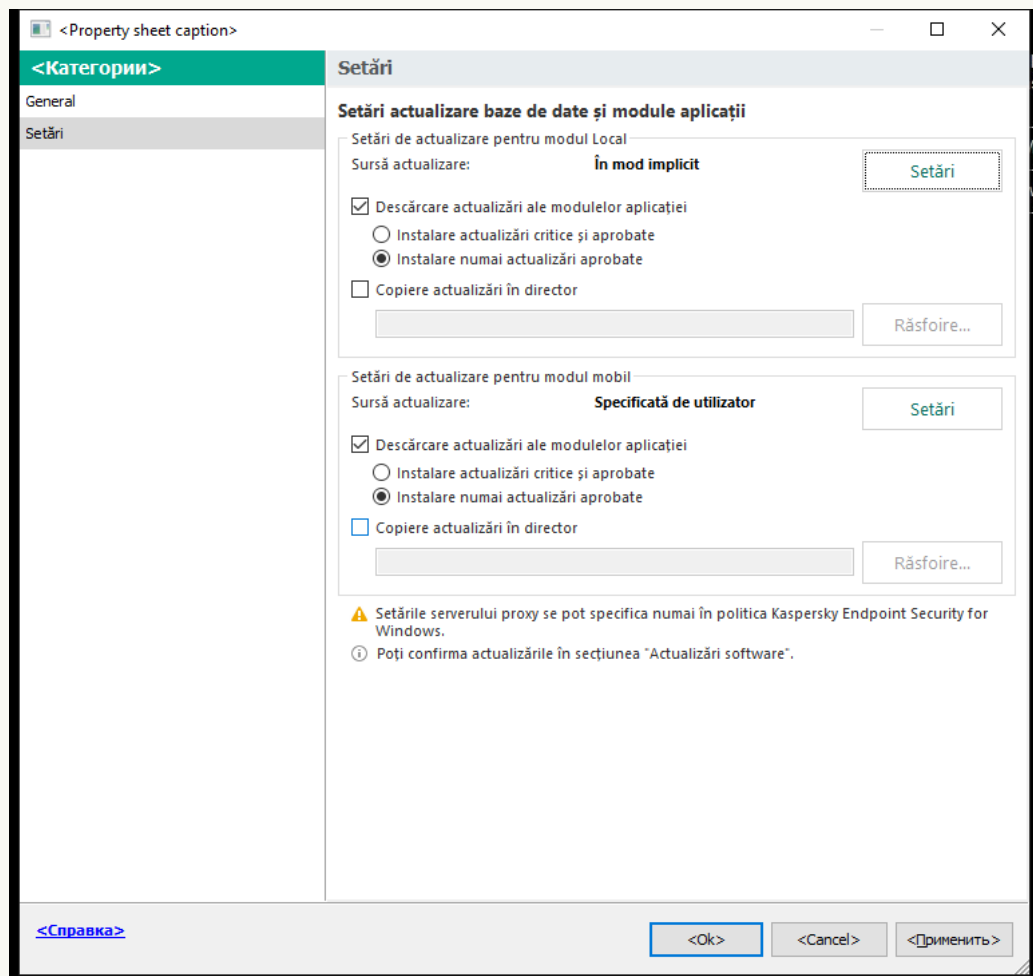 <Property sheet caption>
<Категории>
General
Setări
Setări
Setări actualizare baze de date și module aplicații
Setări de actualizare pentru modul Local
Sursă actualizare: În mod implicit Setări
Descărcare actualizări ale modulelor aplicației
Instalare actualizări critice și aprobate
Instalare numai actualizări aprobate
Copiere actualizări în director
Răsfoire...
Setări de actualizare pentru modul mobil
Sursă actualizare: Specificată de utilizator Setări
Descărcare actualizări ale modulelor aplicației
Instalare actualizări critice și aprobate
Instalare numai actualizări aprobate
Copiere actualizări în director
Răsfoire...
Setările serverului proxy se pot specifica numai în politica Kaspersky Endpoint Security for
Windows.
Poți confirma actualizările în secțiunea "Actualizări software".
<Справка>
<Ok> <Cancel> <Применить>